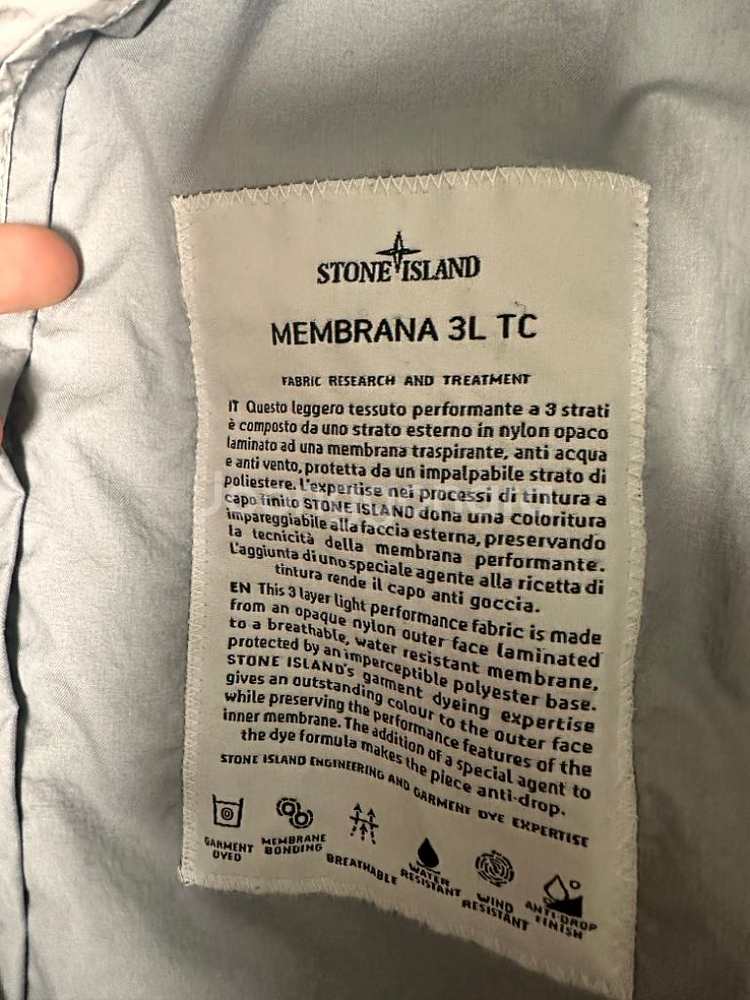 STONE ISLAND
MEMBRANA 3L TC
FABRIC RESEARCH AND TREATMENT
IT Questo leggero tessuto performante a 3 strati
è composto da uno strato esterno in nylon opaco
laminato ad una membrana traspirante, anti acqua
e anti vento, protetta da un impalpabile strato di
poliestere. L'expertise nei processi di tintura a
capo finito STONE ISLAND dona una coloritura
impareggiabile alla faccia esterna, preservando
la tecnicità della membrana performante.
L'aggiunta di uno speciale agente alla ricetta di
tintura rende il capo anti goccia.
EN This 3 layer light performance fabric is made
from an opaque nylon outer face laminated
to a breathable, water resistant membrane,
protected by an imperceptible polyester base.
STONE ISLAND's garment dyeing expertise
gives an outstanding colour to the outer face
while preserving the performance features of the
inner membrane. The addition of a special agent to
the dye formula makes the piece anti-drop.
STONE ISLAND ENGINEERING AND GARMENT DYE EXPERTISE
GARMENT DYED
MEMBRANE BONDING
BREATHABLE
WATER RESISTANT
WIND RESISTANT
ANTI-DROP FINISH